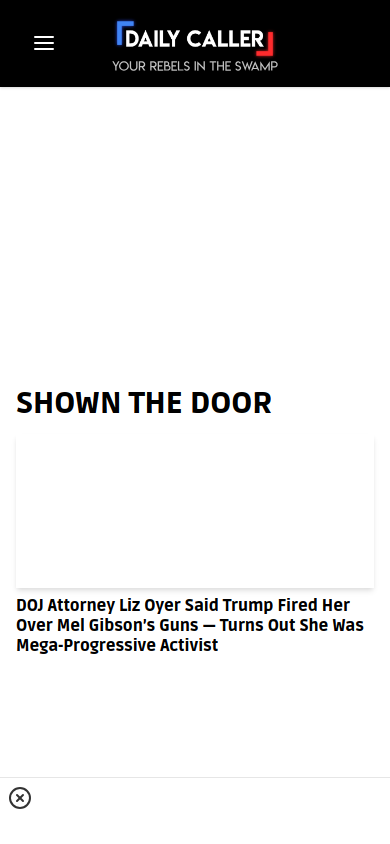 DAILY CALLER
YOUR REBELS IN THE SWAMP
SHOWN THE DOOR
DOJ Attorney Liz Oyer Said Trump Fired Her
Over Mel Gibson’s Guns — Turns Out She Was
Mega-Progressive Activist